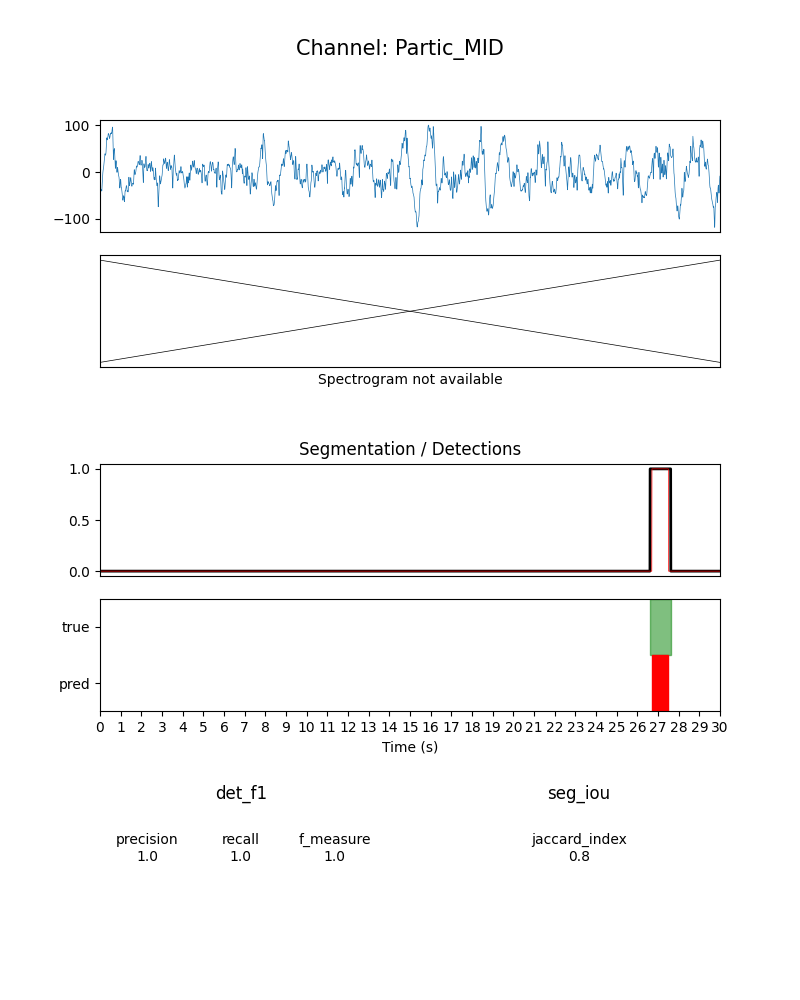 Channel: Partic_MID
100
0
−100
Spectrogram not available
Segmentation / Detections
1.0
0.5
0.0
true
pred
0 1 2 3 4 5 6 7 8 9 10 11 12 13 14 15 16 17 18 19 20 21 22 23 24 25 26 27 28 29 30
Time (s)
det_f1 seg_iou
precision recall f_measure jaccard_index
1.0 1.0 1.0 0.8